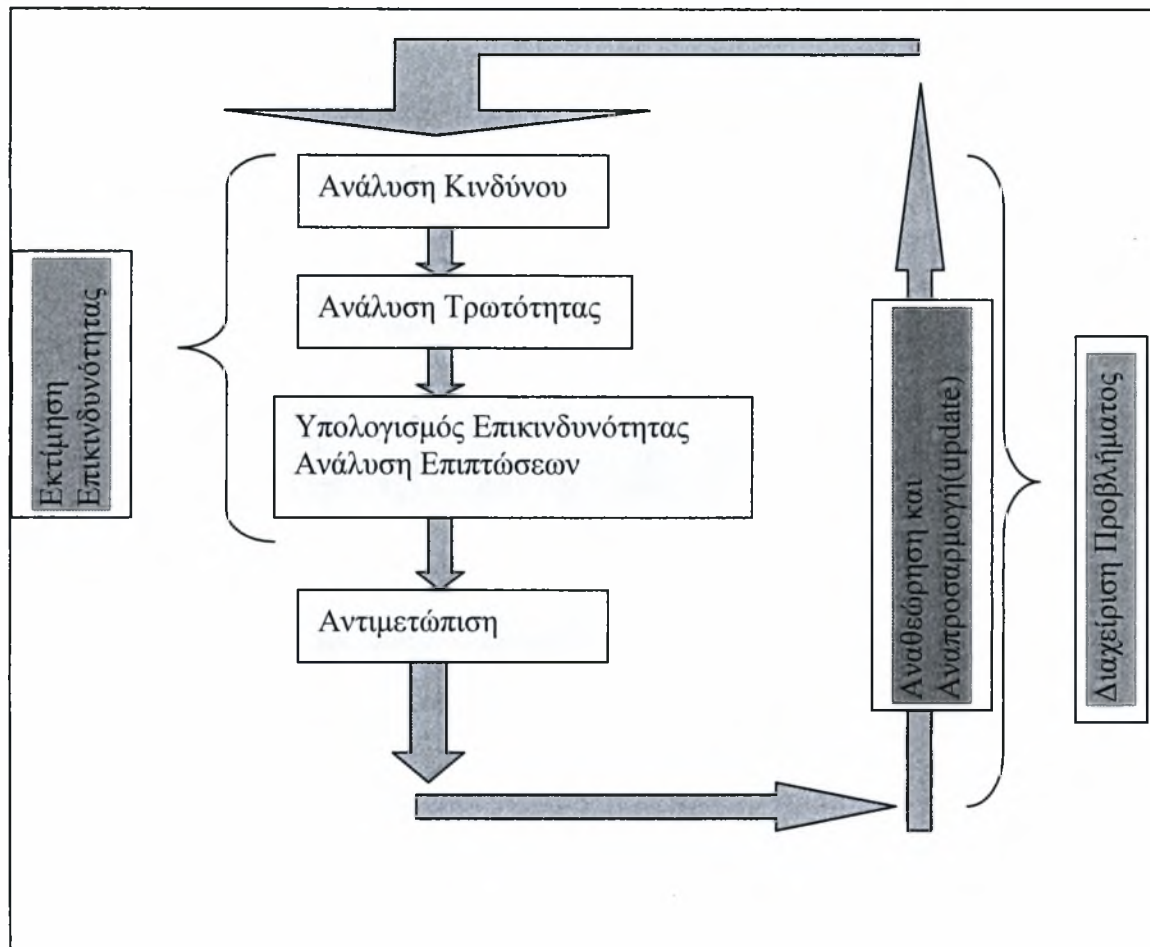 Ανάλυση Κινδύνου
Ανάλυση Τρωτότητας
Υπολογισμός Επικινδυνότητας
Ανάλυση Επιπτώσεων
Αντιμετώπιση
Εκτίμηση
Επικινδυνότητας
Αναθεώρηση και
Αναπροσαρμογή(update)
Διαχείριση Προβλήματος